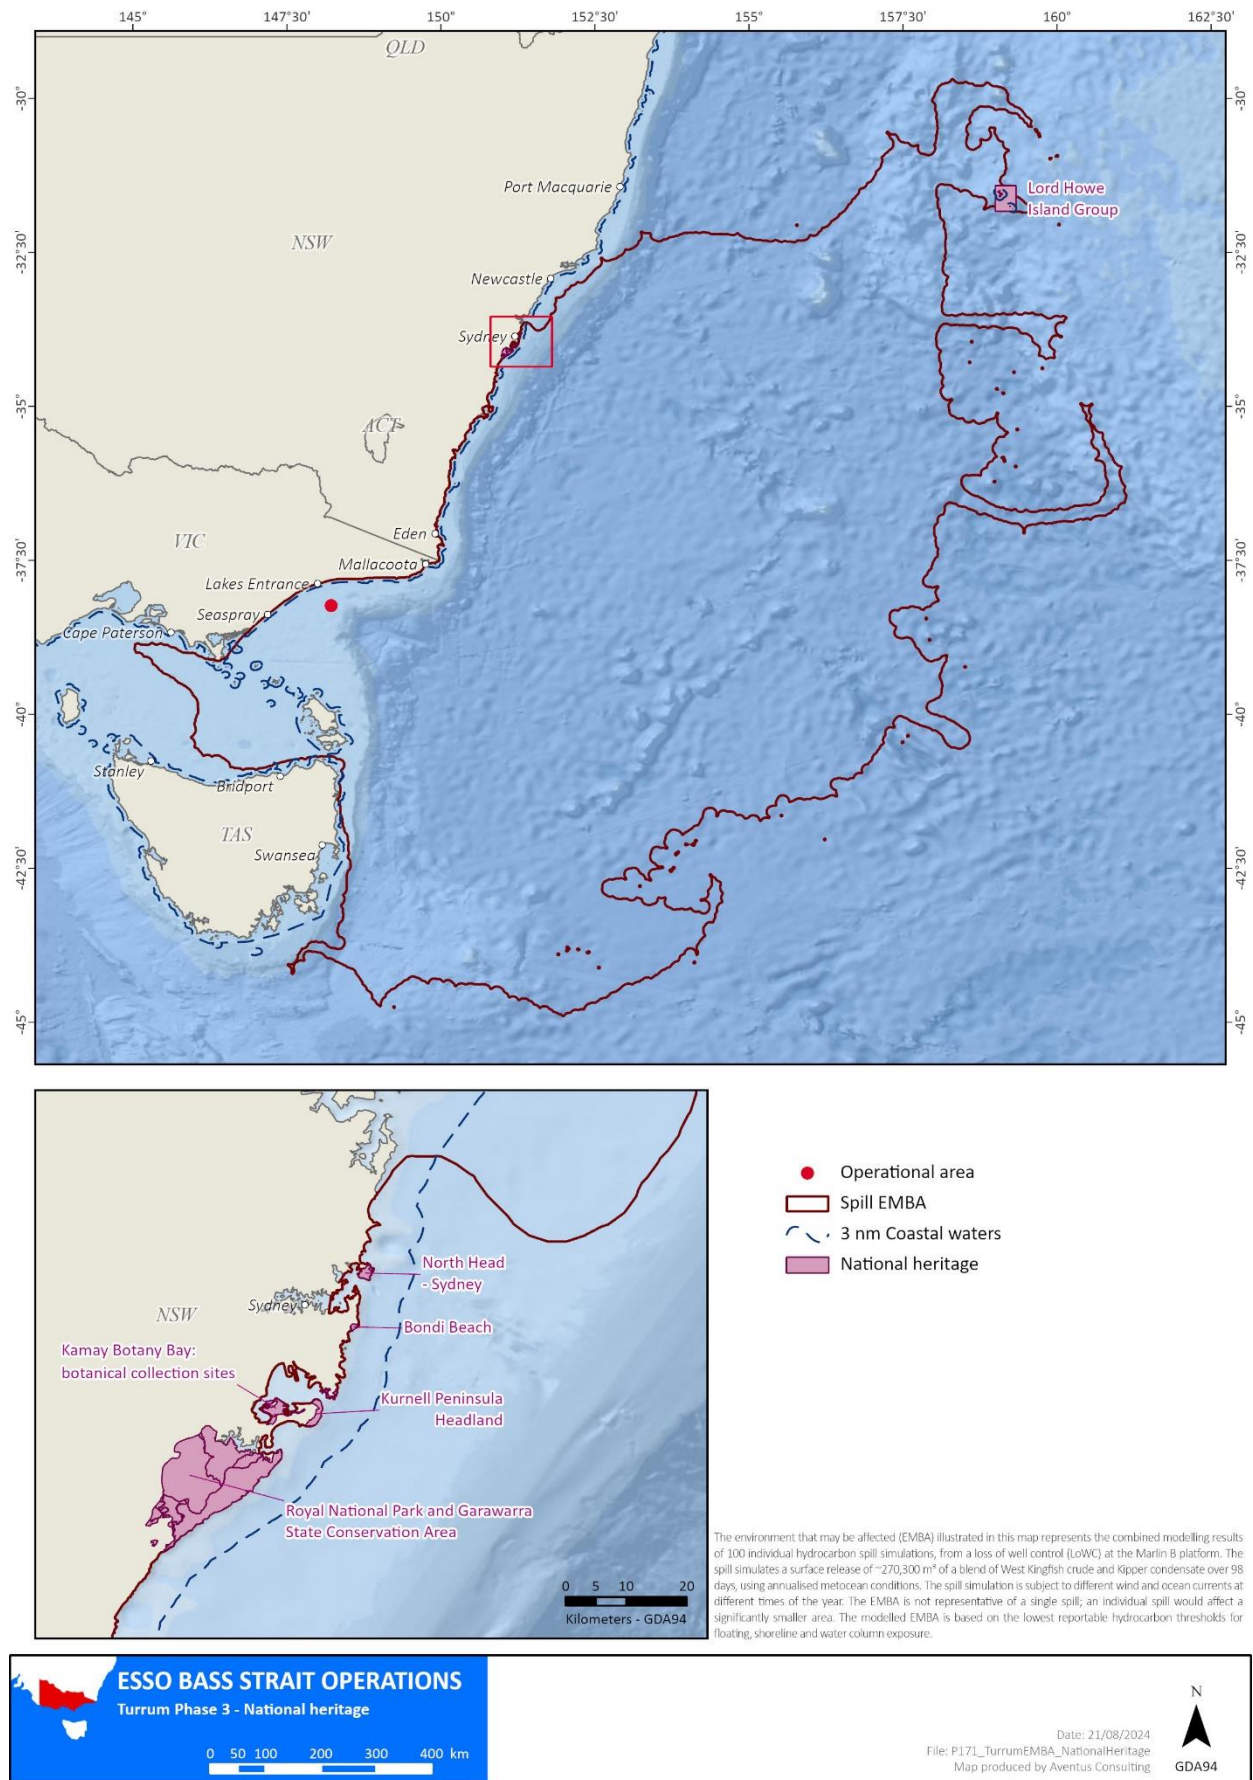 145°
147°30'
150°
152°30'
155°
157°30'
160°
162°30'
QLD
-30°
-30°
Port Macquarie
Lord Howe
Island Group
NSW
-32°30'
-32°30'
Newcastle
Sydney
-35°
-35°
ACT
Eden
VIC
Mallacoota
-37°30'
-37°30'
Lakes Entrance
Seaspray
Cape Paterson
-40°
-40°
Stanley
Bridport
TAS
Swansea
-42°30'
-42°30'
-45°
-45°
North Head
- Sydney
Sydney
NSW
Bondi Beach
Kamay Botany Bay:
botanical collection sites
Kurnell Peninsula
Headland
Royal National Park and Garawarra
State Conservation Area
0 5 10 20
Kilometers - GDA94
Operational area
Spill EMBA
3 nm Coastal waters
National heritage
The environment that may be affected (EMBA) illustrated in this map represents the combined modelling results
of 100 individual hydrocarbon spill simulations, from a loss of well control (LoWC) at the Marlin B platform. The
spill simulates a surface release of ~270,300 m³ of a blend of West Kingfish crude and Kipper condensate over 98
days, using annualised metocean conditions. The spill simulation is subject to different wind and ocean currents at
different times of the year. The EMBA is not representative of a single spill; an individual spill would affect a
significantly smaller area. The modelled EMBA is based on the lowest reportable hydrocarbon thresholds for
floating, shoreline and water column exposure.
ESSO BASS STRAIT OPERATIONS
Turrum Phase 3 - National heritage
0 50 100 200 300 400 km
Date: 21/08/2024
File: P171_TurrumEMBA_NationalHeritage
Map produced by Aventus Consulting
N
GDA94